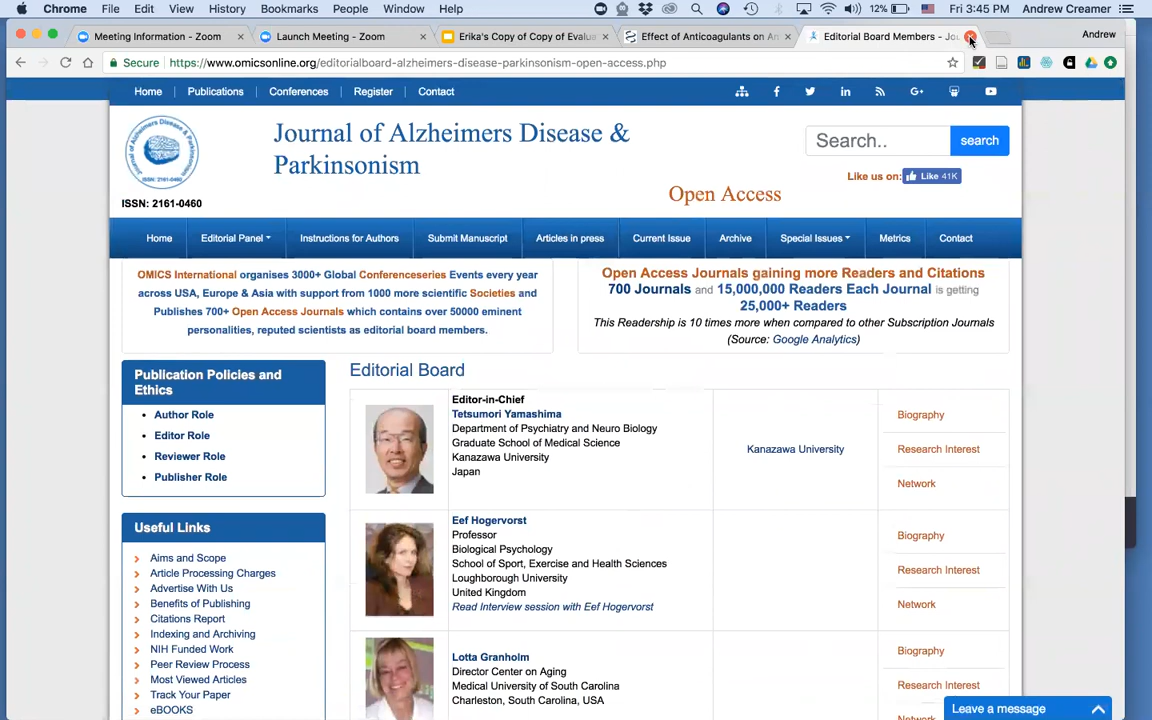 Chrome File Edit View History Bookmarks People Window Help 12% Fri 3:45 PM Andrew Creamer
Meeting Information - Zoom
Launch Meeting - Zoom
Erika's Copy of Copy of Evalua
Effect of Anticoagulants on An
Editorial Board Members - Jou
Andrew
Secure https://www.omicsonline.org/editorialboard-alzheimers-disease-parkinsonism-open-access.php
Home Publications Conferences Register Contact
Journal of Alzheimers Disease &
Parkinsonism
Search.. search
Like us on: Like 41K
Open Access
ISSN: 2161-0460
Home Editorial Panel Instructions for Authors Submit Manuscript Articles in press Current Issue Archive Special Issues Metrics Contact
OMICS International organises 3000+ Global Conferenceseries Events every year
across USA, Europe & Asia with support from 1000 more scientific Societies and
Publishes 700+ Open Access Journals which contains over 50000 eminent
personalities, reputed scientists as editorial board members.
Open Access Journals gaining more Readers and Citations
700 Journals and 15,000,000 Readers Each Journal is getting
25,000+ Readers
This Readership is 10 times more when compared to other Subscription Journals
(Source: Google Analytics)
Publication Policies and
Ethics
Author Role
Editor Role
Reviewer Role
Publisher Role
Useful Links
Aims and Scope
Article Processing Charges
Advertise With Us
Benefits of Publishing
Citations Report
Indexing and Archiving
NIH Funded Work
Peer Review Process
Most Viewed Articles
Track Your Paper
eBOOKS
Editorial Board
Editor-in-Chief
Tetsumori Yamashima
Department of Psychiatry and Neuro Biology
Graduate School of Medical Science
Kanazawa University
Japan
Kanazawa University
Biography
Research Interest
Network
Eef Hogervorst
Professor
Biological Psychology
School of Sport, Exercise and Health Sciences
Loughborough University
United Kingdom
Read Interview session with Eef Hogervorst
Biography
Research Interest
Network
Lotta Granholm
Director Center on Aging
Medical University of South Carolina
Charleston, South Carolina, USA
Biography
Research Interest
Network
Leave a message